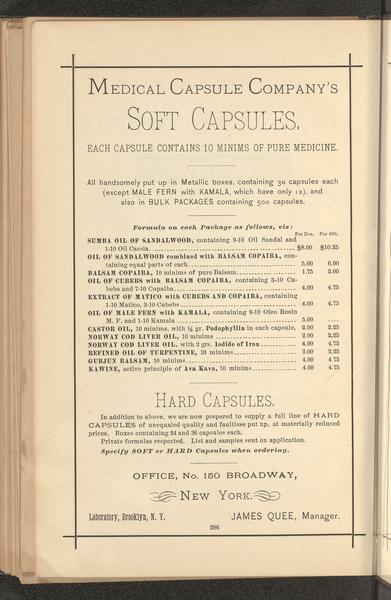 MEDICAL CAPSULE COMPANY'S
SOFT CAPSULES,
EACH CAPSULE CONTAINS 10 MINIMS OF PURE MEDICINE.
All handsomely put up in Metallic boxes, containing 30 capsules each
(except MALE FERN with KAMALA, which have only 12), and
also in BULK PACKAGES containing 500 capsules.
Formula on each Package as follows, viz:
Per Doz. Per 500.
SUMBA OIL OF SANDALWOOD, containing 9-10 Oil Sandal and
1-10 Oil Cassia $8.00 $10.25
OIL OF SANDALWOOD combined with BALSAM COPAIBA, con-
taining equal parts of each 5.00 6.00
BALSAM COPAIBA, 10 minims of pure Balsam 1.75 2.00
OIL OF CUBEBS with BALSAM COPAIBA, containing 3-10 Cu-
bebs and 7-10 Copaiba 4.00 4.75
EXTRACT OF MATICO with CUBEBS AND COPAIBA, containing
1-10 Matico, 3-10 Cubebs 4.00 4.75
OIL OF MALE FERN with KAMALA, containing 9-10 Oleo Resin
M. F. and 1-10 Kamala 5.00 ----
CASTOR OIL, 10 minims, with ⅛ gr. Podophyllin in each capsule, 2.00 2.25
NORWAY COD LIVER OIL, 10 minims 2.00 2.25
NORWAY COD LIVER OIL, with 2 grs. Iodide of Iron 4.00 4.75
REFINED OIL OF TURPENTINE, 10 minims 2.00 2.25
GURJUN BALSAM, 10 minims 4.00 4.75
KAWINE, active principle of Ava Kava, 10 minims 4.00 4.75
HARD CAPSULES.
In addition to above, we are now prepared to supply a full line of HARD
CAPSULES of unequaled quality and faultless put up, at materially reduced
prices. Boxes containing 24 and 36 capsules each.
Private formulas respected. List and samples sent on application.
Specify SOFT or HARD Capsules when ordering.
OFFICE, No. 150 BROADWAY,
NEW YORK.
Laboratory, Brooklyn, N. Y. JAMES QUEE, Manager.
296